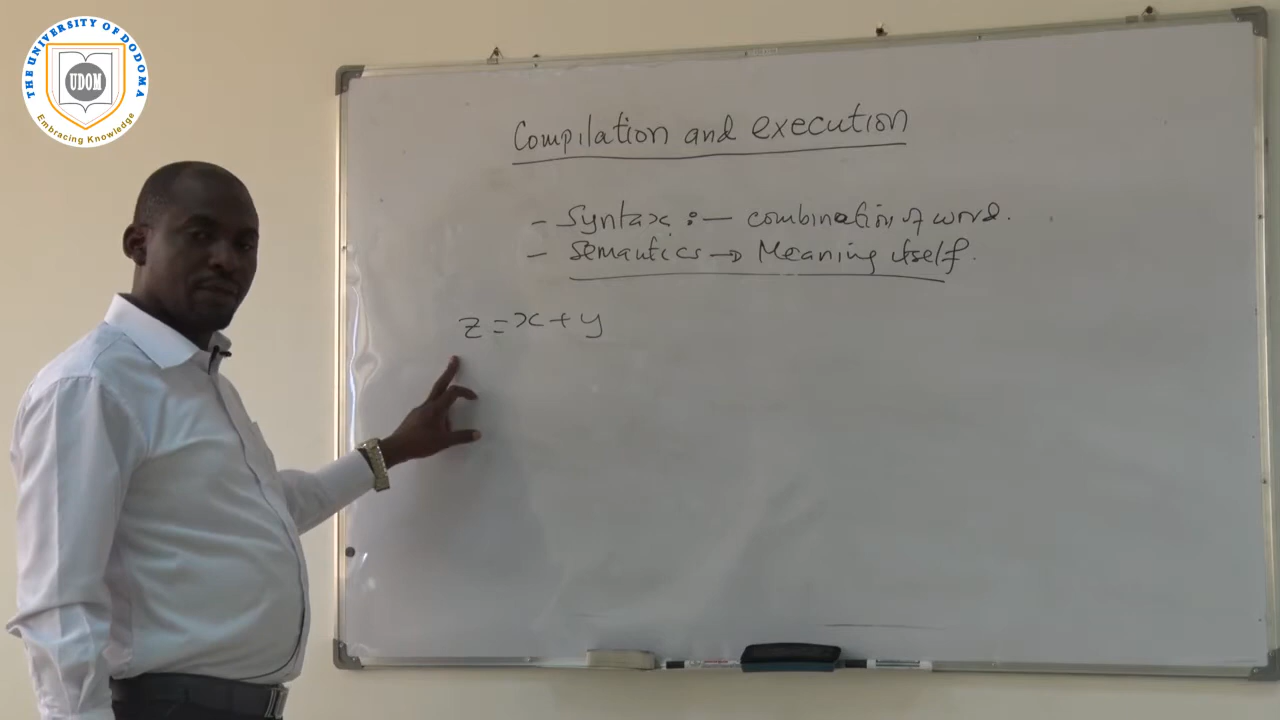 THE UNIVERSITY OF DODOMA
UDOM
Embracing Knowledge
Compilation and execution
- Syntax :— combination of word.
- Semantics → Meaning itself.
z = x + y